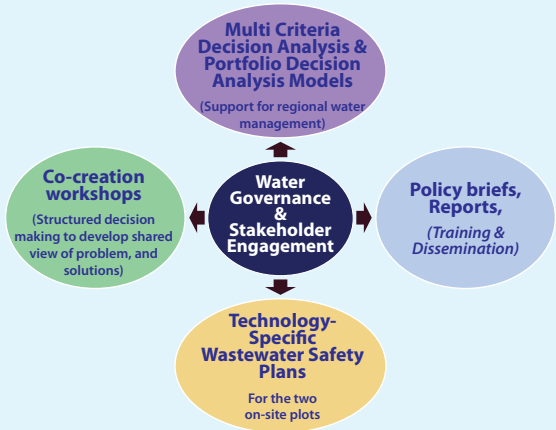 Multi Criteria
Decision Analysis &
Portfolio Decision
Analysis Models
(Support for regional water
management)
Co-creation
workshops
(Structured decision
making to develop shared
view of problem, and
solutions)
Water
Governance
&
Stakeholder
Engagement
Policy briefs,
Reports,
(Training &
Dissemination)
Technology-
Specific
Wastewater Safety
Plans
For the two
on-site plots